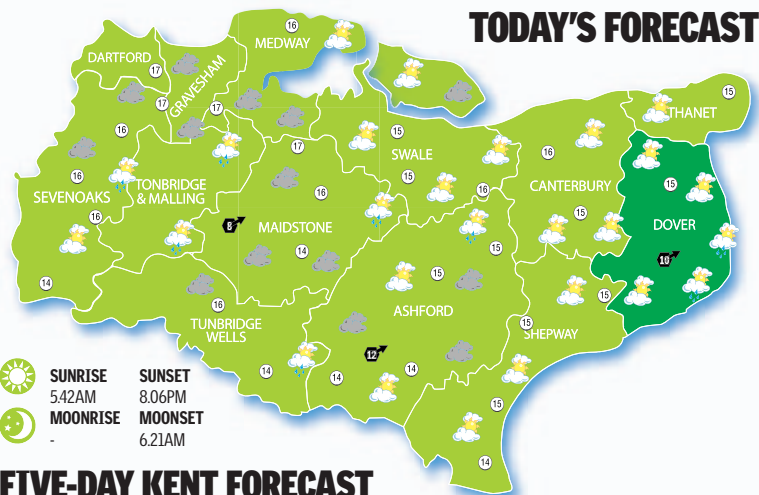 TODAY'S FORECAST
16
MEDWAY
DARTFORD
17
GRAVESHAM
17
17
15
THANET
16
15
SWALE
17
16
16
SEVENOAKS
TONBRIDGE
& MALLING
16
15
16
CANTERBURY
15
16
8
MAIDSTONE
15
DOVER
14
15
10
14
15
16
ASHFORD
15
TUNBRIDGE
WELLS
15
SHEPWAY
12
14
14
14
15
14
SUNRISE SUNSET
5.42AM 8.06PM
MOONRISE MOONSET
- 6.21AM
FIVE-DAY KENT FORECAST